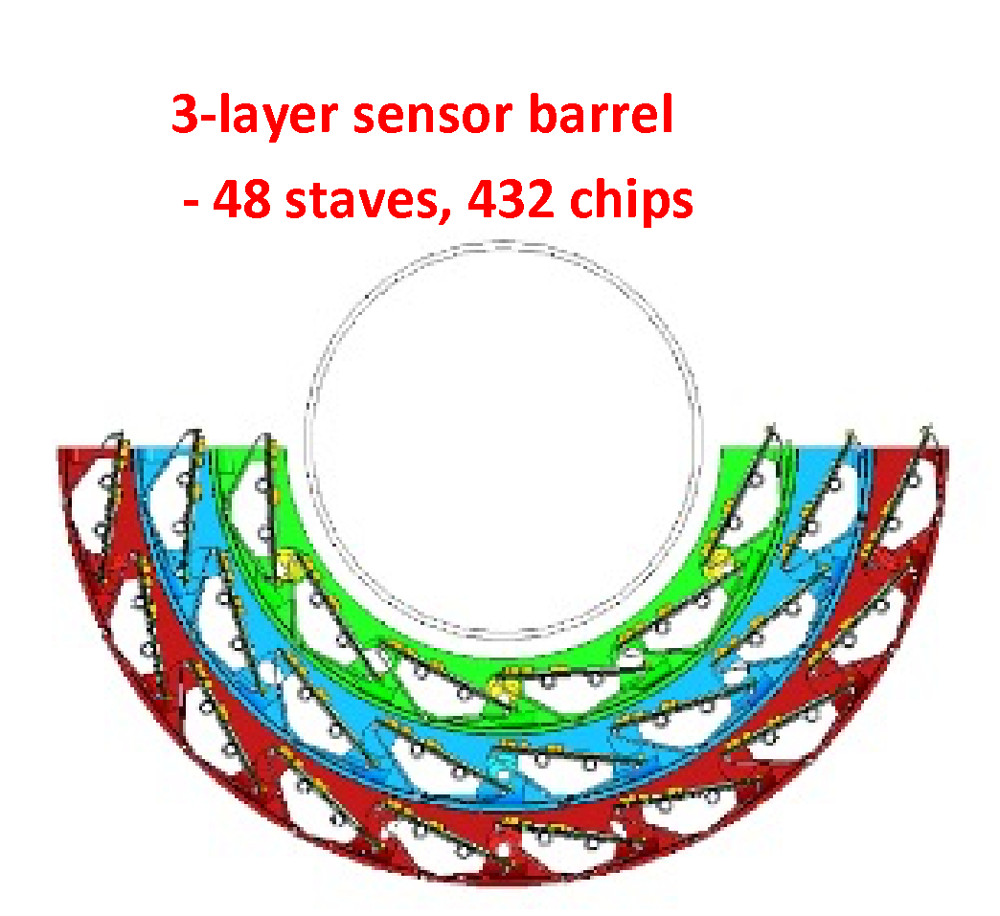 3-layer sensor barrel
- 48 staves, 432 chips